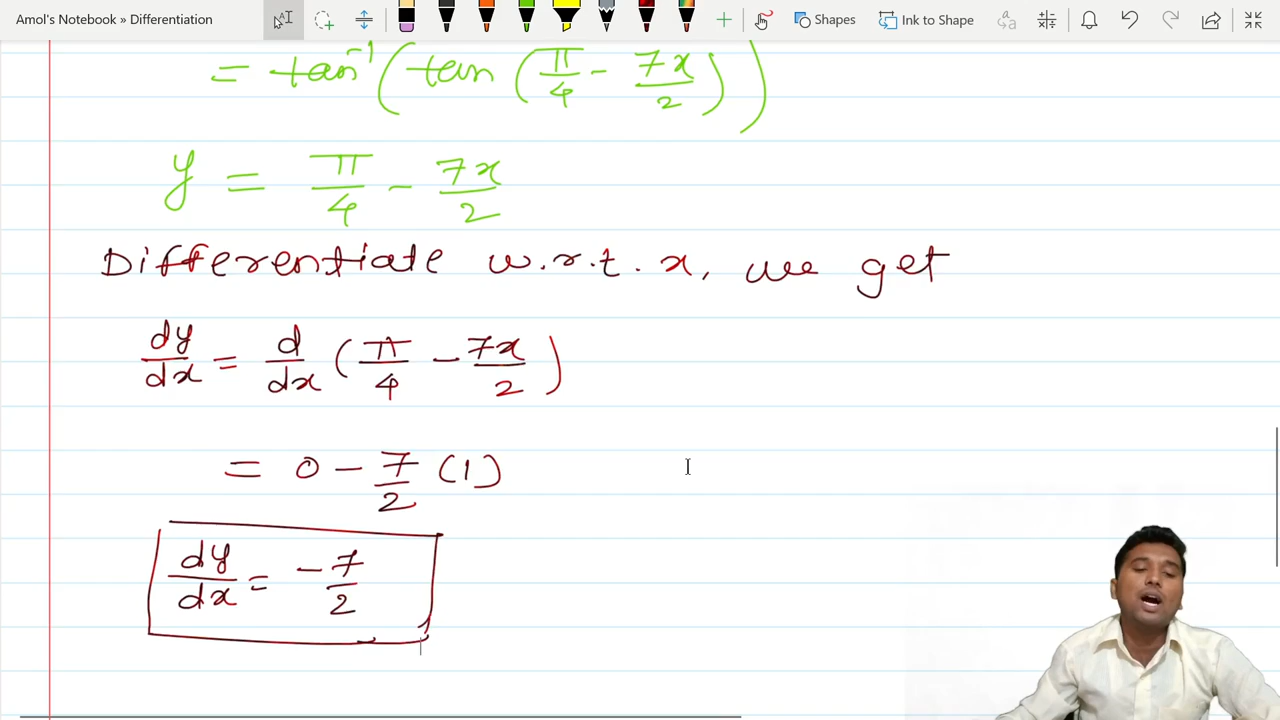 Amol's Notebook » Differentiation
Shapes
Ink to Shape
= tan⁻¹(tan(π/4 - 7x/2))
y = π/4 - 7x/2
Differentiate w.r.t. x, we get
dy/dx = d/dx (π/4 - 7x/2)
= 0 - 7/2 (1)
dy/dx = -7/2